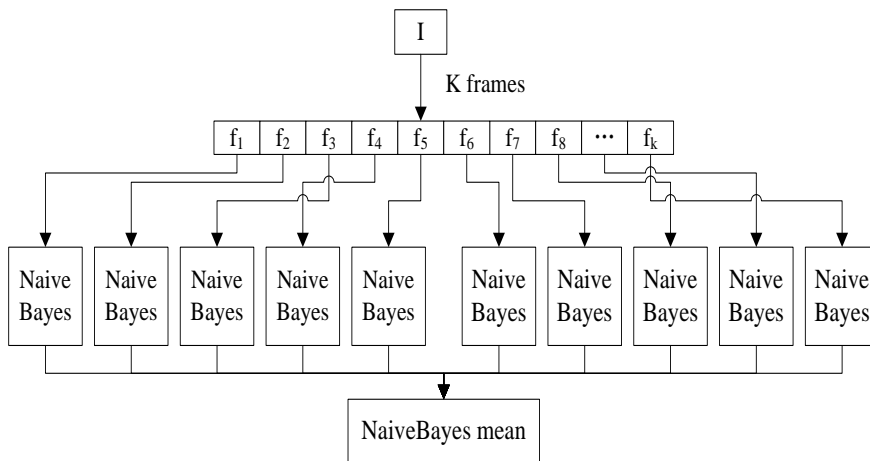 I
K frames
f₁ f₂ f₃ f₄ f₅ f₆ f₇ f₈ ··· fₖ
Naive Naive Naive Naive Naive Naive Naive Naive Naive Naive
Bayes Bayes Bayes Bayes Bayes Bayes Bayes Bayes Bayes Bayes
NaiveBayes mean